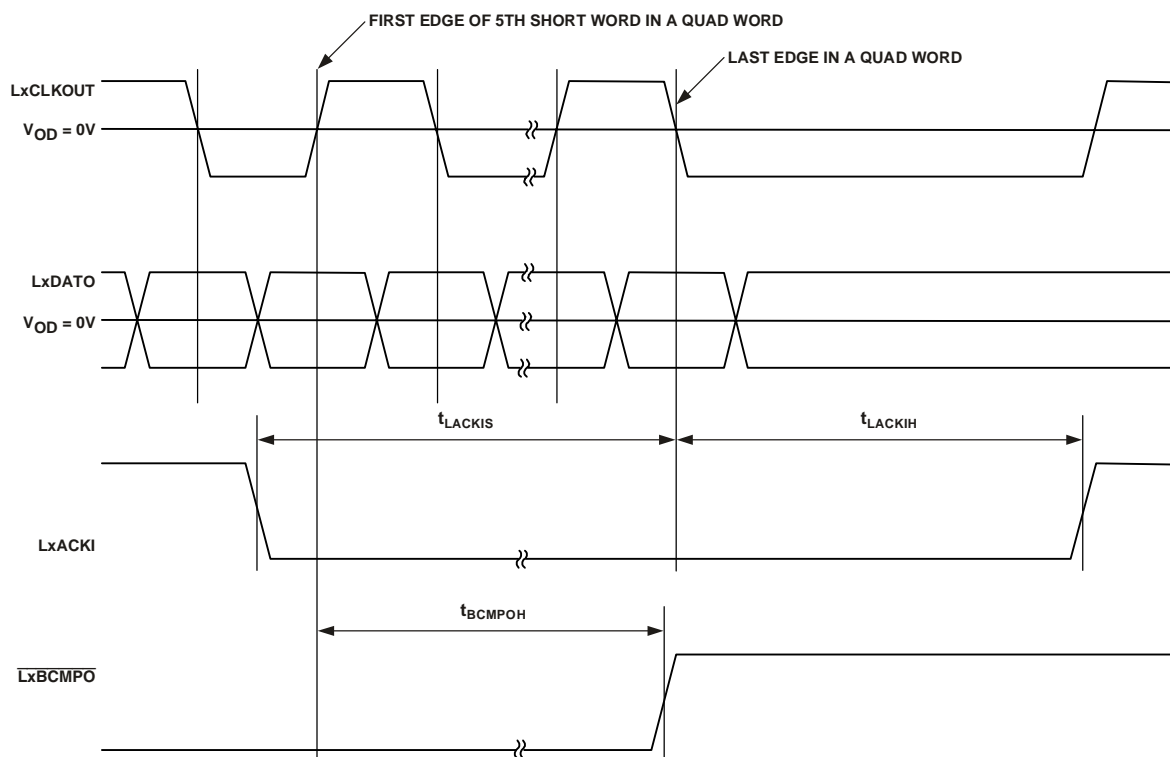 FIRST EDGE OF 5TH SHORT WORD IN A QUAD WORD
LAST EDGE IN A QUAD WORD
LxCLKOUT
VOD = 0V
LxDATO
VOD = 0V
tLACKIS
tLACKIH
LxACKI
tBCMPOH
LxBCMPO